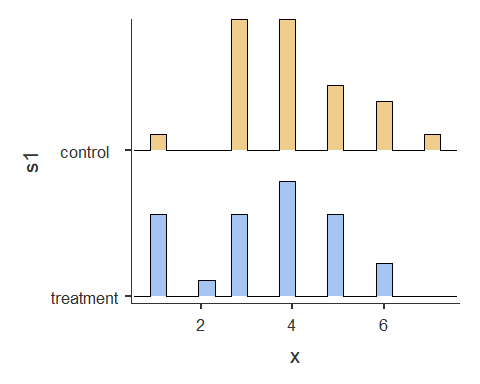 s1
control
treatment
2 4 6
x